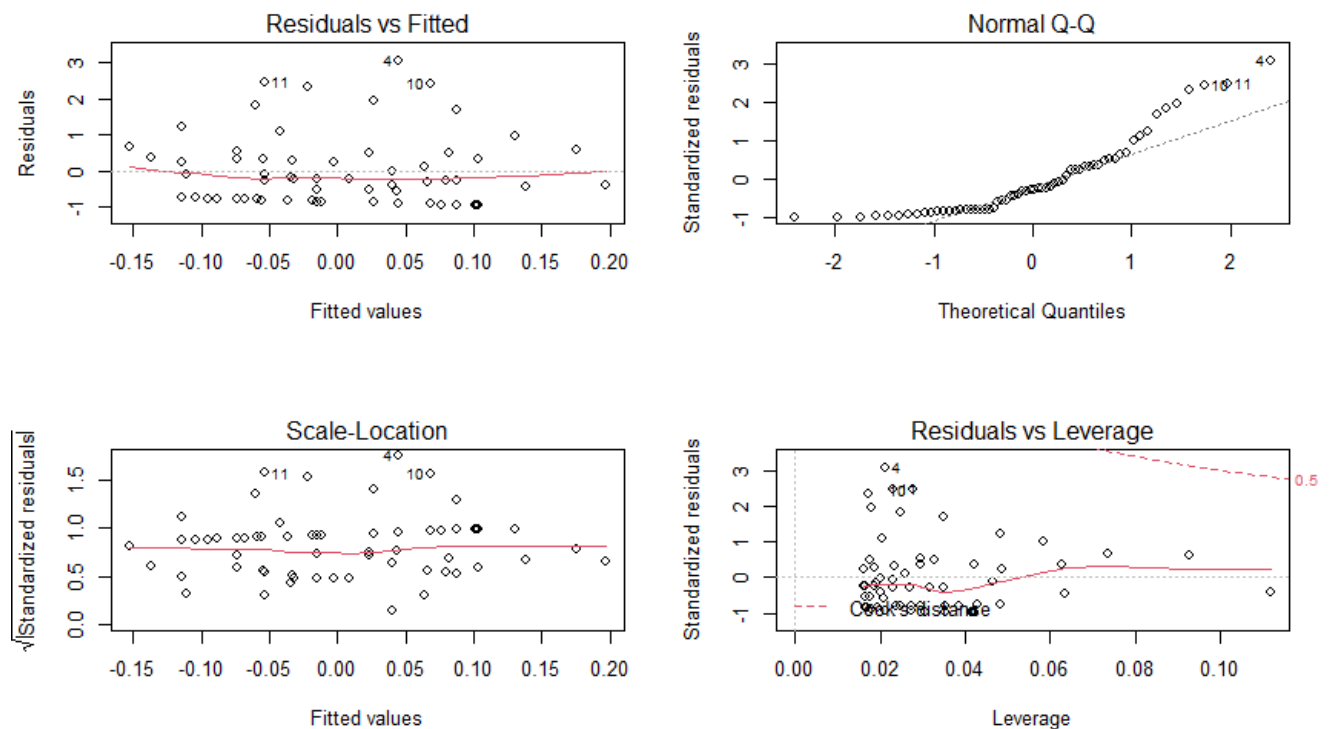 Residuals vs Fitted
Residuals
3
2
1
0
-1
4
11
10
-0.15 -0.10 -0.05 0.00 0.05 0.10 0.15 0.20
Fitted values
Normal Q-Q
Standardized residuals
3
2
1
0
-1
4
10 11
-2 -1 0 1 2
Theoretical Quantiles
Scale-Location
√|Standardized residuals|
1.5
1.0
0.5
0.0
4
11
10
-0.15 -0.10 -0.05 0.00 0.05 0.10 0.15 0.20
Fitted values
Residuals vs Leverage
Standardized residuals
3
2
1
0
-1
4
10 11
0.5
Cook's distance
0.00 0.02 0.04 0.06 0.08 0.10
Leverage